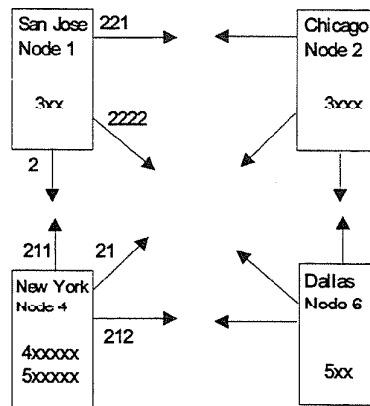 San Jose
Node 1
3xx
221
2222
2
Chicago
Node 2
3xxx
211
21
212
New York
Node 4
4xxxxx
5xxxxx
Dallas
Node 6
5xx